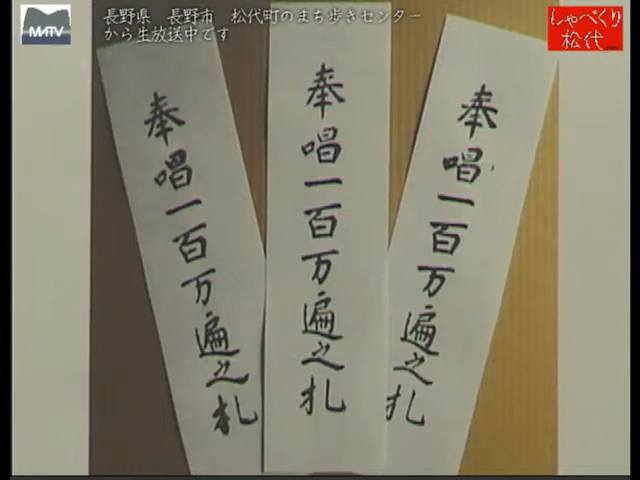 MATV
長野県　長野市　松代町のまち歩きセンター
から生放送中です
しゃべくり
松代
奉唱一百万遍之札
奉唱一百万遍之札
奉唱一百万遍之札